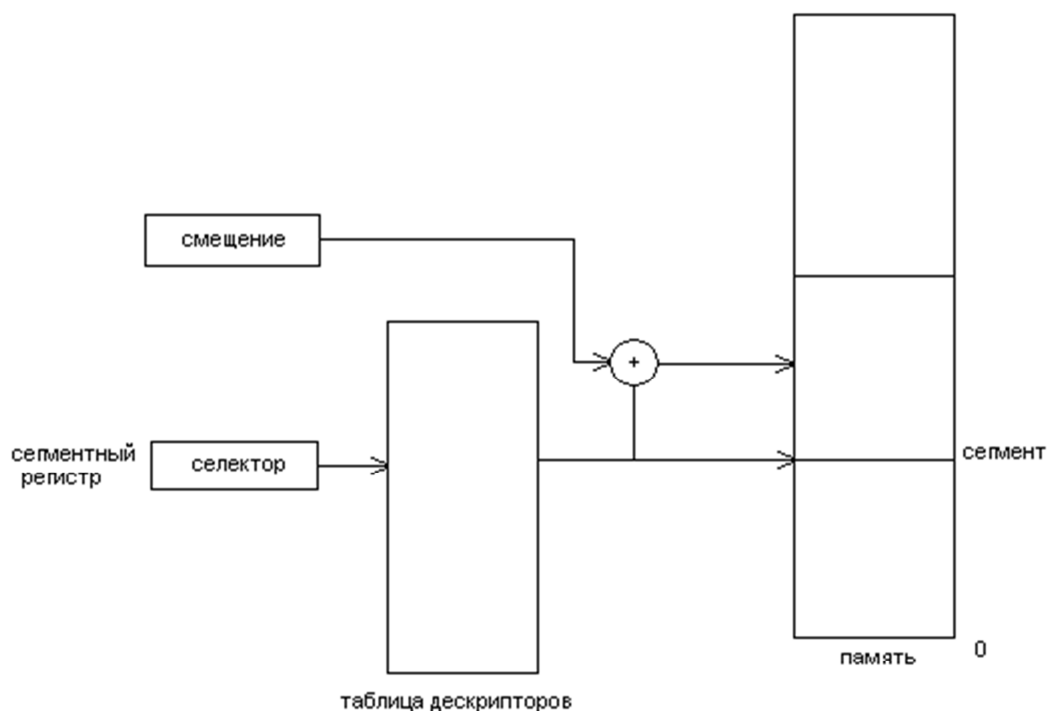 смещение
+
сегментный
регистр
селектор
сегмент
0
память
таблица дескрипторов